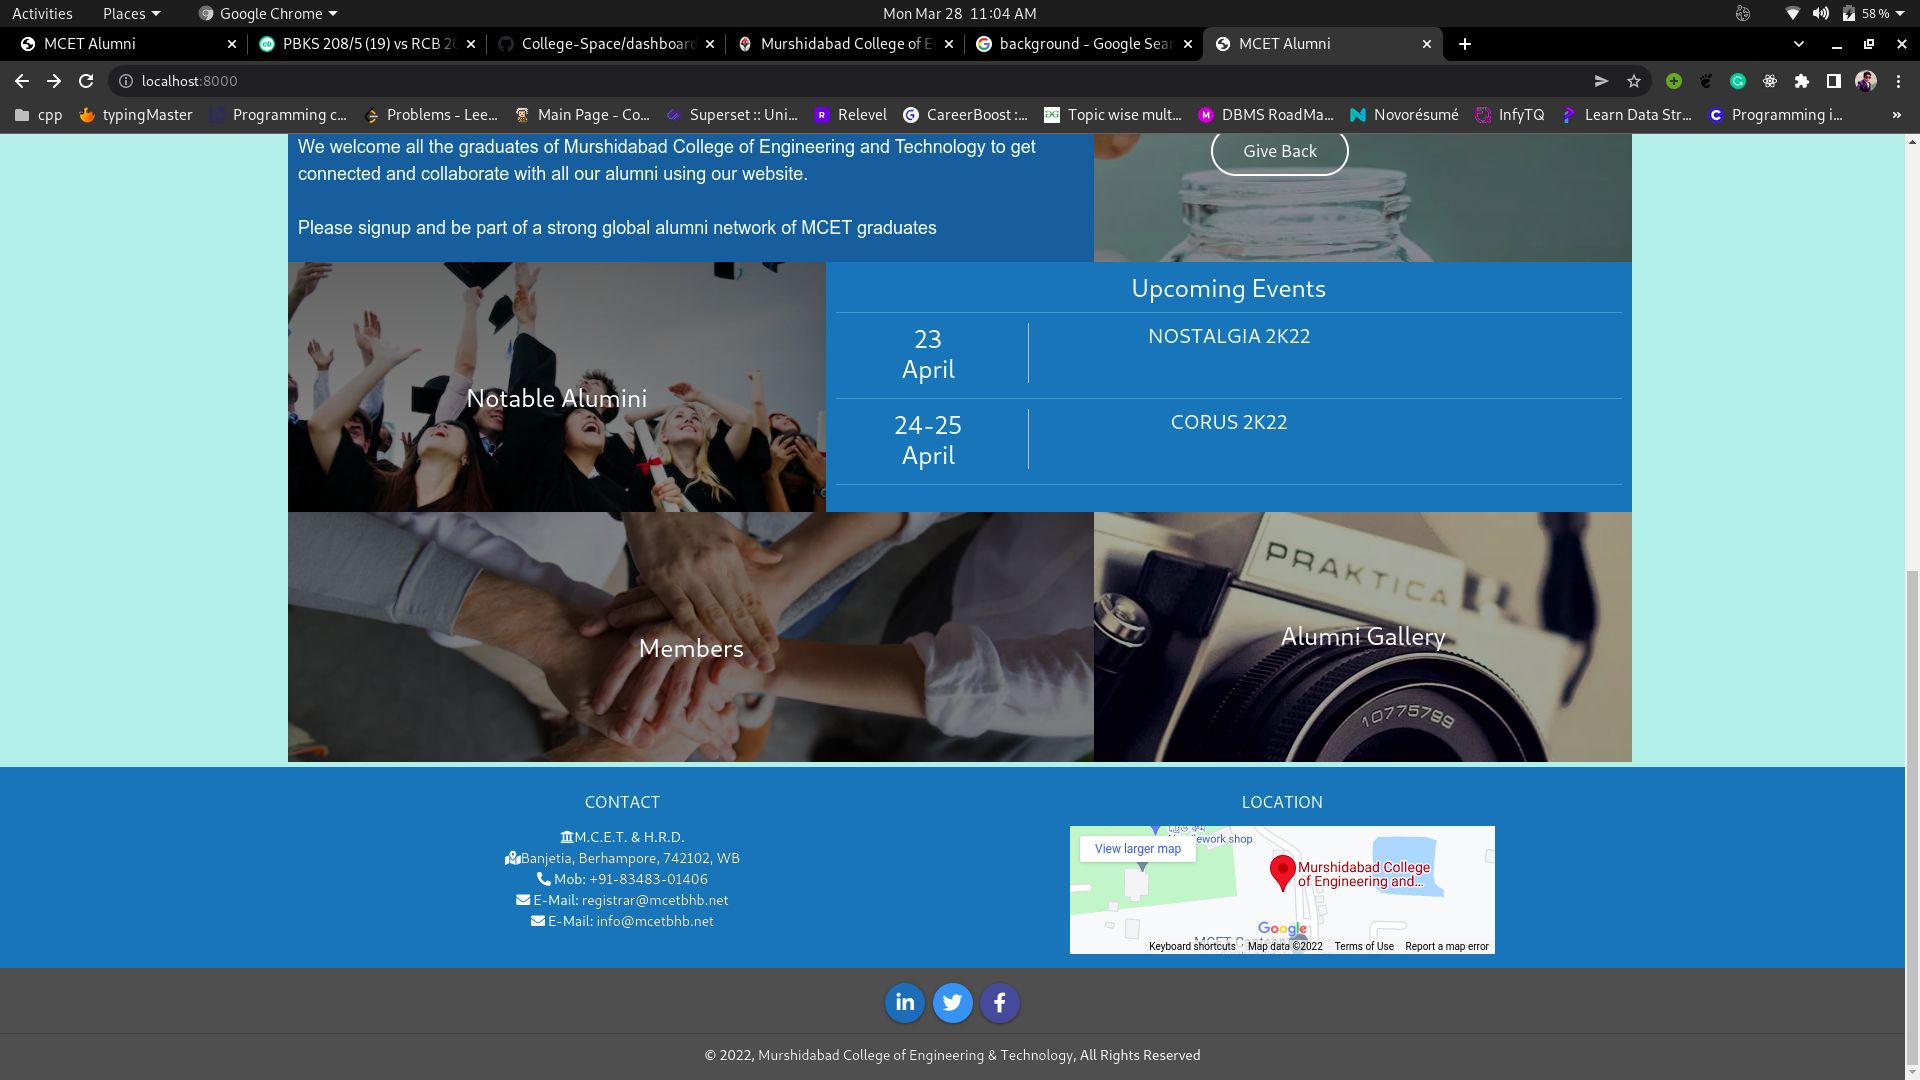 Activities Places Google Chrome Mon Mar 28 11:04 AM 58 %
MCET Alumni PBKS 208/5 (19) vs RCB 20 College-Space/dashboard Murshidabad College of E background - Google Sear MCET Alumni
localhost:8000
cpp typingMaster Programming c... Problems - Lee... Main Page - Co... Superset :: Uni... Relevel CareerBoost :... Topic wise mult... DBMS RoadMa... Novorésumé InfyTQ Learn Data Str... Programming i... »
We welcome all the graduates of Murshidabad College of Engineering and Technology to get
connected and collaborate with all our alumni using our website.
Please signup and be part of a strong global alumni network of MCET graduates
Give Back
Notable Alumini
Upcoming Events
23
April
NOSTALGIA 2K22
24-25
April
CORUS 2K22
Members
PRAKTICA
Alumni Gallery
10775799
CONTACT
M.C.E.T. & H.R.D.
Banjetia, Berhampore, 742102, WB
Mob: +91-83483-01406
E-Mail: registrar@mcetbhb.net
E-Mail: info@mcetbhb.net
LOCATION
View larger map
ework shop
Murshidabad College
of Engineering and...
Google
MCET Canteen
Keyboard shortcuts Map data ©2022 Terms of Use Report a map error
in f
© 2022, Murshidabad College of Engineering & Technology, All Rights Reserved